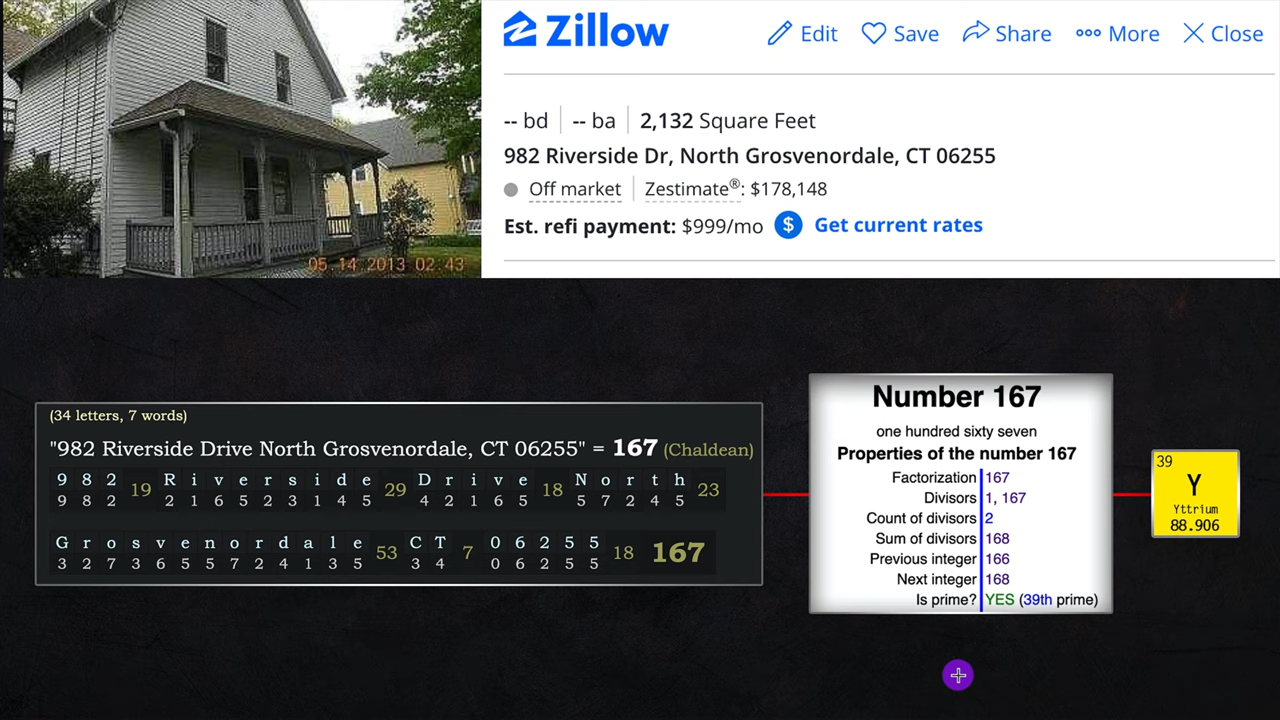 Zillow
Edit Save Share More Close
-- bd -- ba 2,132 Square Feet
982 Riverside Dr, North Grosvenordale, CT 06255
Off market Zestimate®: $178,148
Est. refi payment: $999/mo $ Get current rates
05.14.2013 02:43
(34 letters, 7 words)
"982 Riverside Drive North Grosvenordale, CT 06255" = 167 (Chaldean)
9 8 2 19 R i v e r s i d e 29 D r i v e 18 N o r t h 23
9 8 2 2 1 6 5 2 3 1 4 5 4 2 1 6 5 5 7 2 4 5
G r o s v e n o r d a l e 53 C T 7 0 6 2 5 5 18 167
3 2 7 3 6 5 5 7 2 4 1 3 5 3 4 0 6 2 5 5
Number 167
one hundred sixty seven
Properties of the number 167
Factorization 167
Divisors 1, 167
Count of divisors 2
Sum of divisors 168
Previous integer 166
Next integer 168
Is prime? YES (39th prime)
39
Y
Yttrium
88.906